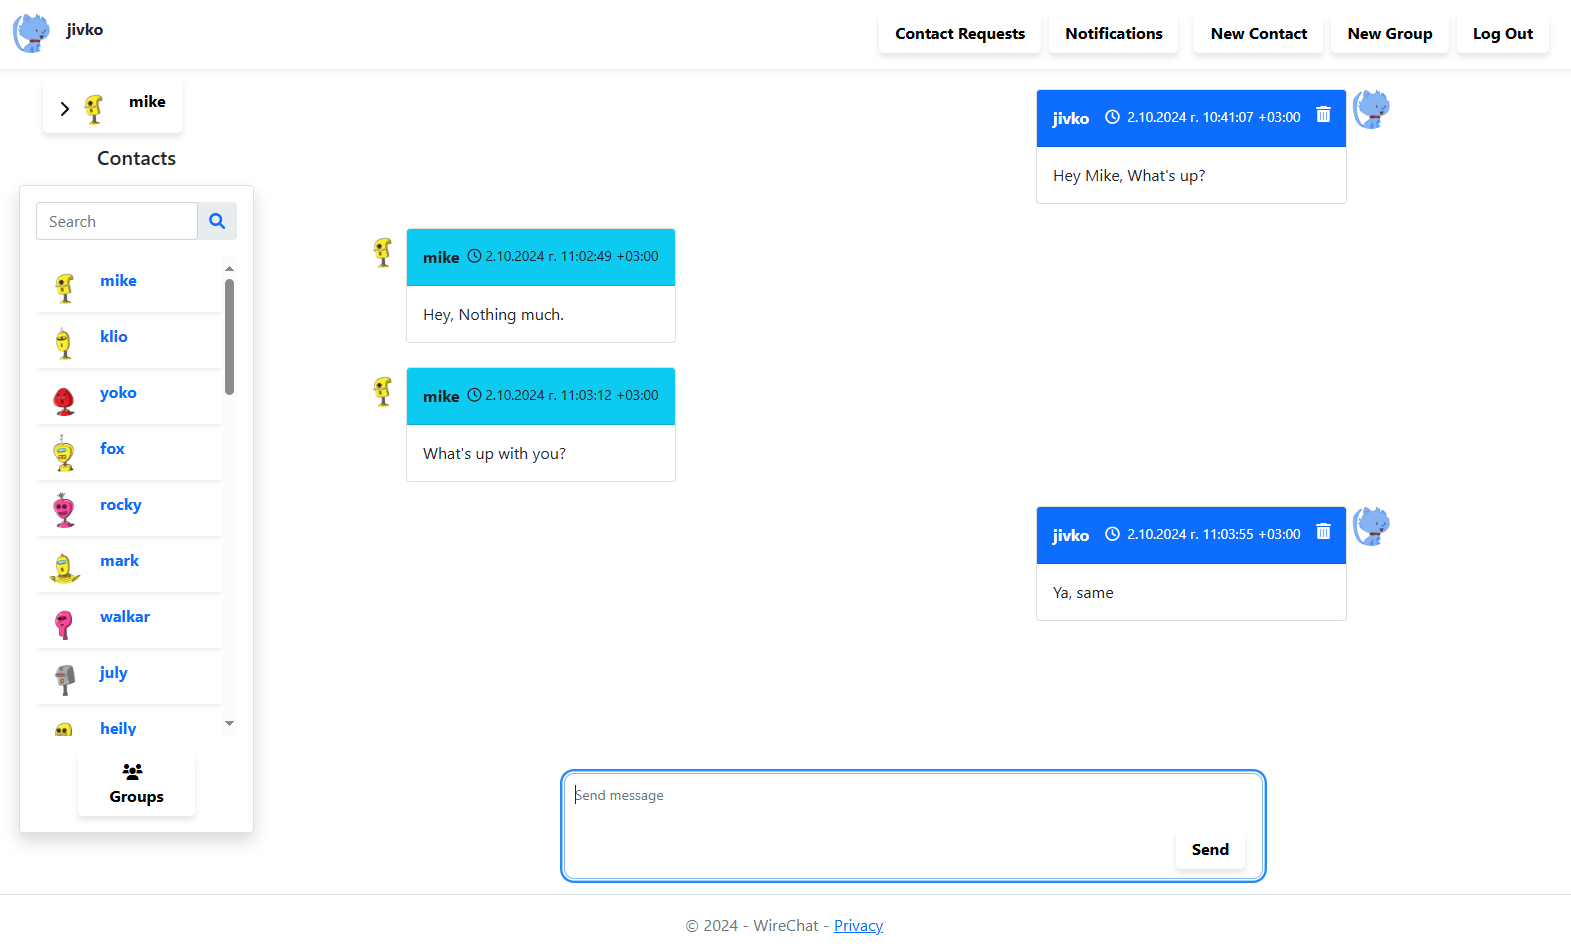 jivko
Contact Requests
Notifications
New Contact
New Group
Log Out
mike
Contacts
Search
mike
klio
yoko
fox
rocky
mark
walkar
july
heily
Groups
jivko 2.10.2024 г. 10:41:07 +03:00
Hey Mike, What's up?
mike 2.10.2024 г. 11:02:49 +03:00
Hey, Nothing much.
mike 2.10.2024 г. 11:03:12 +03:00
What's up with you?
jivko 2.10.2024 г. 11:03:55 +03:00
Ya, same
Send message
Send
© 2024 - WireChat - Privacy